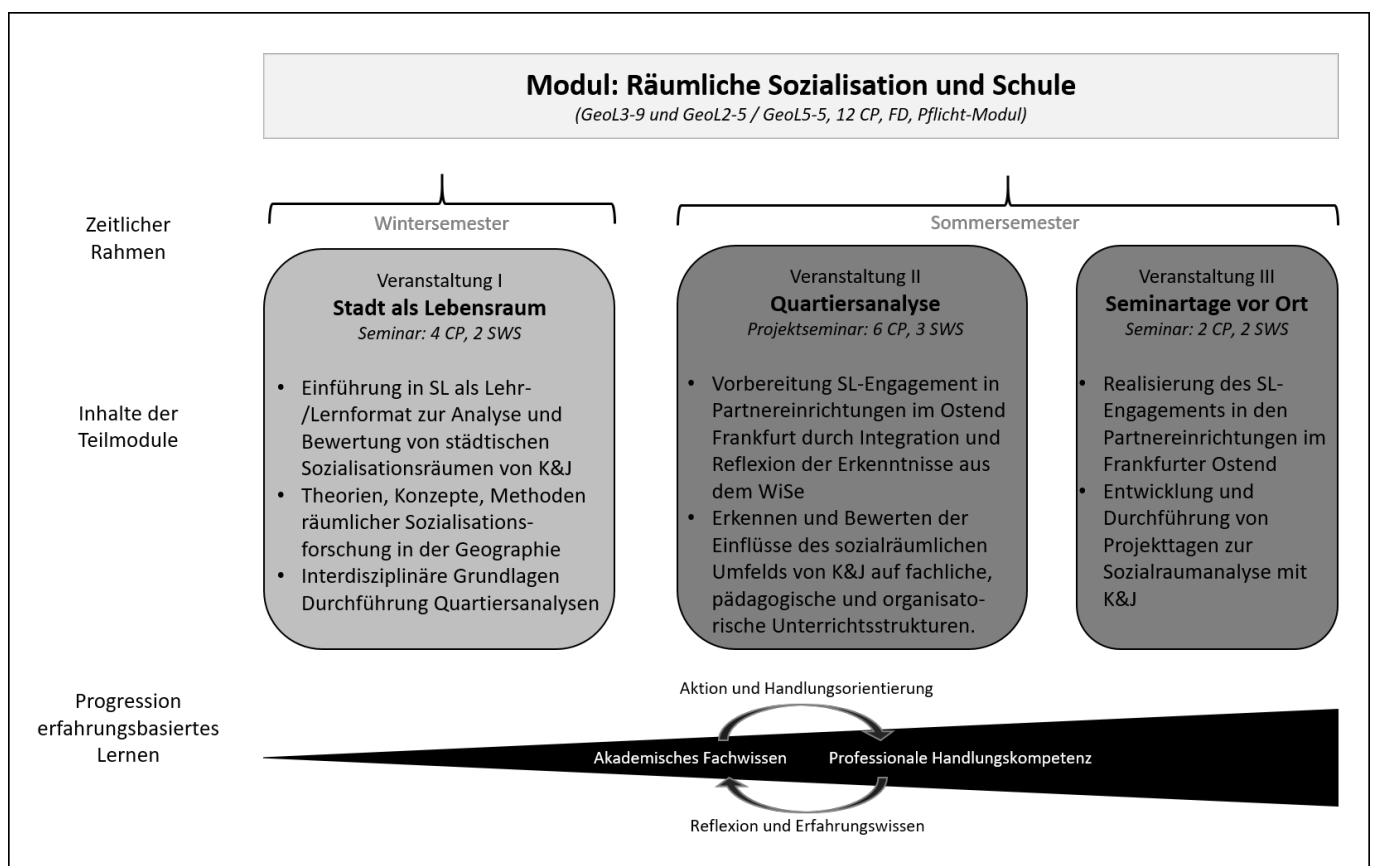 Modul: Räumliche Sozialisation und Schule
(GeoL3-9 und GeoL2-5 / GeoL5-5, 12 CP, FD, Pflicht-Modul)
Zeitlicher
Rahmen
Wintersemester
Sommersemester
Inhalte der
Teilmodule
Veranstaltung I
Stadt als Lebensraum
Seminar: 4 CP, 2 SWS
• Einführung in SL als Lehr-
/Lernformat zur Analyse und
Bewertung von städtischen
Sozialisationsräumen von K&J
• Theorien, Konzepte, Methoden
räumlicher Sozialisations-
forschung in der Geographie
• Interdisziplinäre Grundlagen
Durchführung Quartiersanalysen
Veranstaltung II
Quartiersanalyse
Projektseminar: 6 CP, 3 SWS
• Vorbereitung SL-Engagement in
Partnereinrichtungen im Ostend
Frankfurt durch Integration und
Reflexion der Erkenntnisse aus
dem WiSe
• Erkennen und Bewerten der
Einflüsse des sozialräumlichen
Umfelds von K&J auf fachliche,
pädagogische und organisato-
rische Unterrichtsstrukturen.
Veranstaltung III
Seminartage vor Ort
Seminar: 2 CP, 2 SWS
• Realisierung des SL-
Engagements in den
Partnereinrichtungen im
Frankfurter Ostend
• Entwicklung und
Durchführung von
Projekttagen zur
Sozialraumanalyse mit
K&J
Progression
erfahrungsbasiertes
Lernen
Aktion und Handlungsorientierung
Akademisches Fachwissen
Professionale Handlungskompetenz
Reflexion und Erfahrungswissen